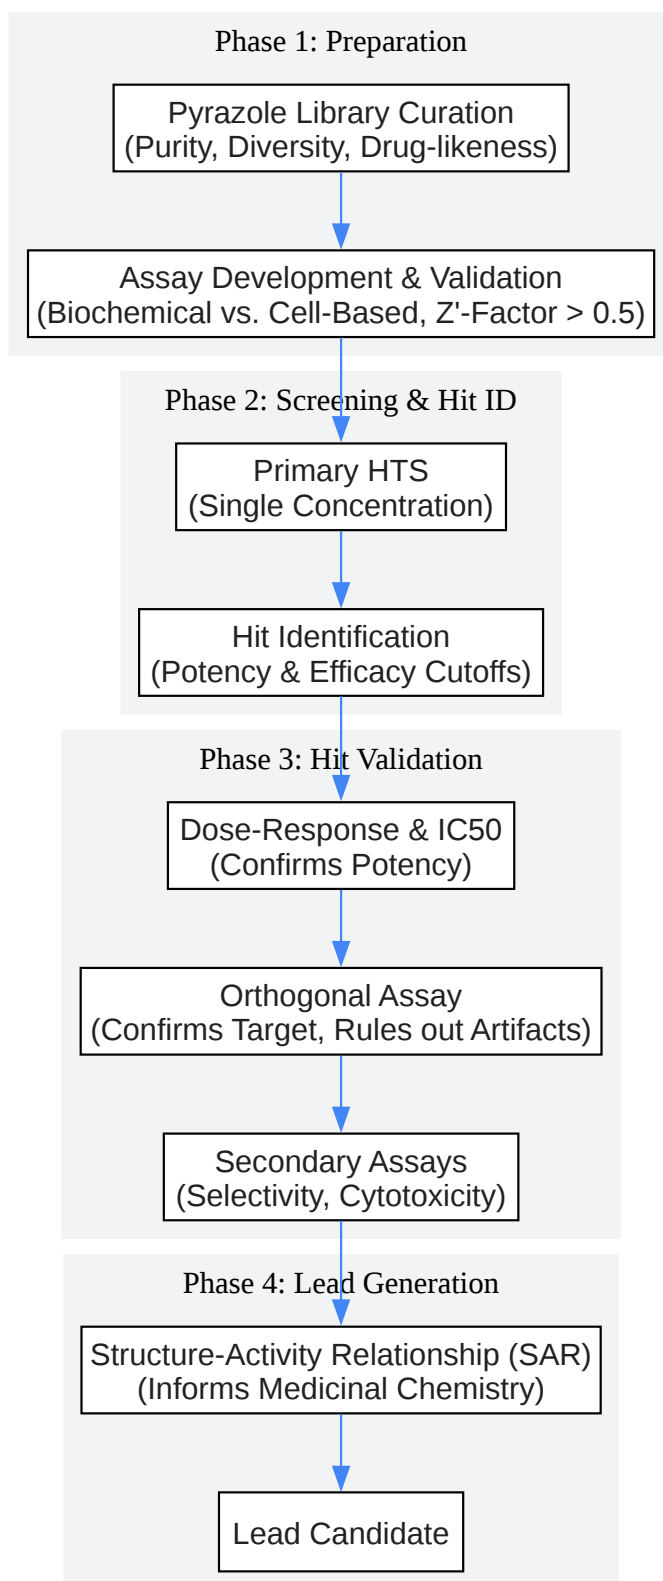 Phase 1: Preparation
Pyrazole Library Curation
(Purity, Diversity, Drug-likeness)
Assay Development & Validation
(Biochemical vs. Cell-Based, Z'-Factor > 0.5)
Phase 2: Screening & Hit ID
Primary HTS
(Single Concentration)
Hit Identification
(Potency & Efficacy Cutoffs)
Phase 3: Hit Validation
Dose-Response & IC50
(Confirms Potency)
Orthogonal Assay
(Confirms Target, Rules out Artifacts)
Secondary Assays
(Selectivity, Cytotoxicity)
Phase 4: Lead Generation
Structure-Activity Relationship (SAR)
(Informs Medicinal Chemistry)
Lead Candidate